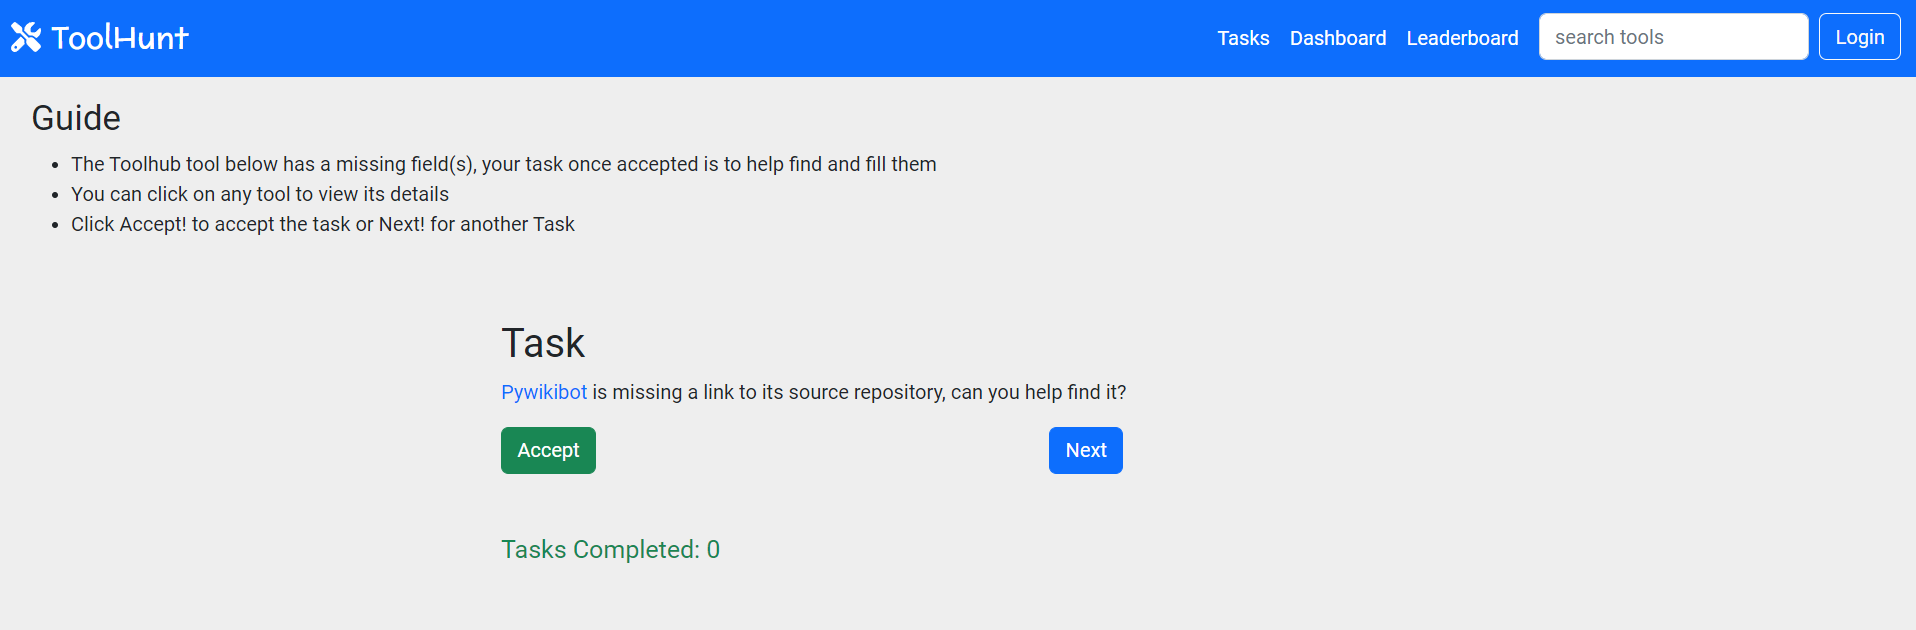 ToolHunt
Tasks Dashboard Leaderboard search tools Login
Guide
The Toolhub tool below has a missing field(s), your task once accepted is to help find and fill them
You can click on any tool to view its details
Click Accept! to accept the task or Next! for another Task
Task
Pywikibot is missing a link to its source repository, can you help find it?
Accept Next
Tasks Completed: 0